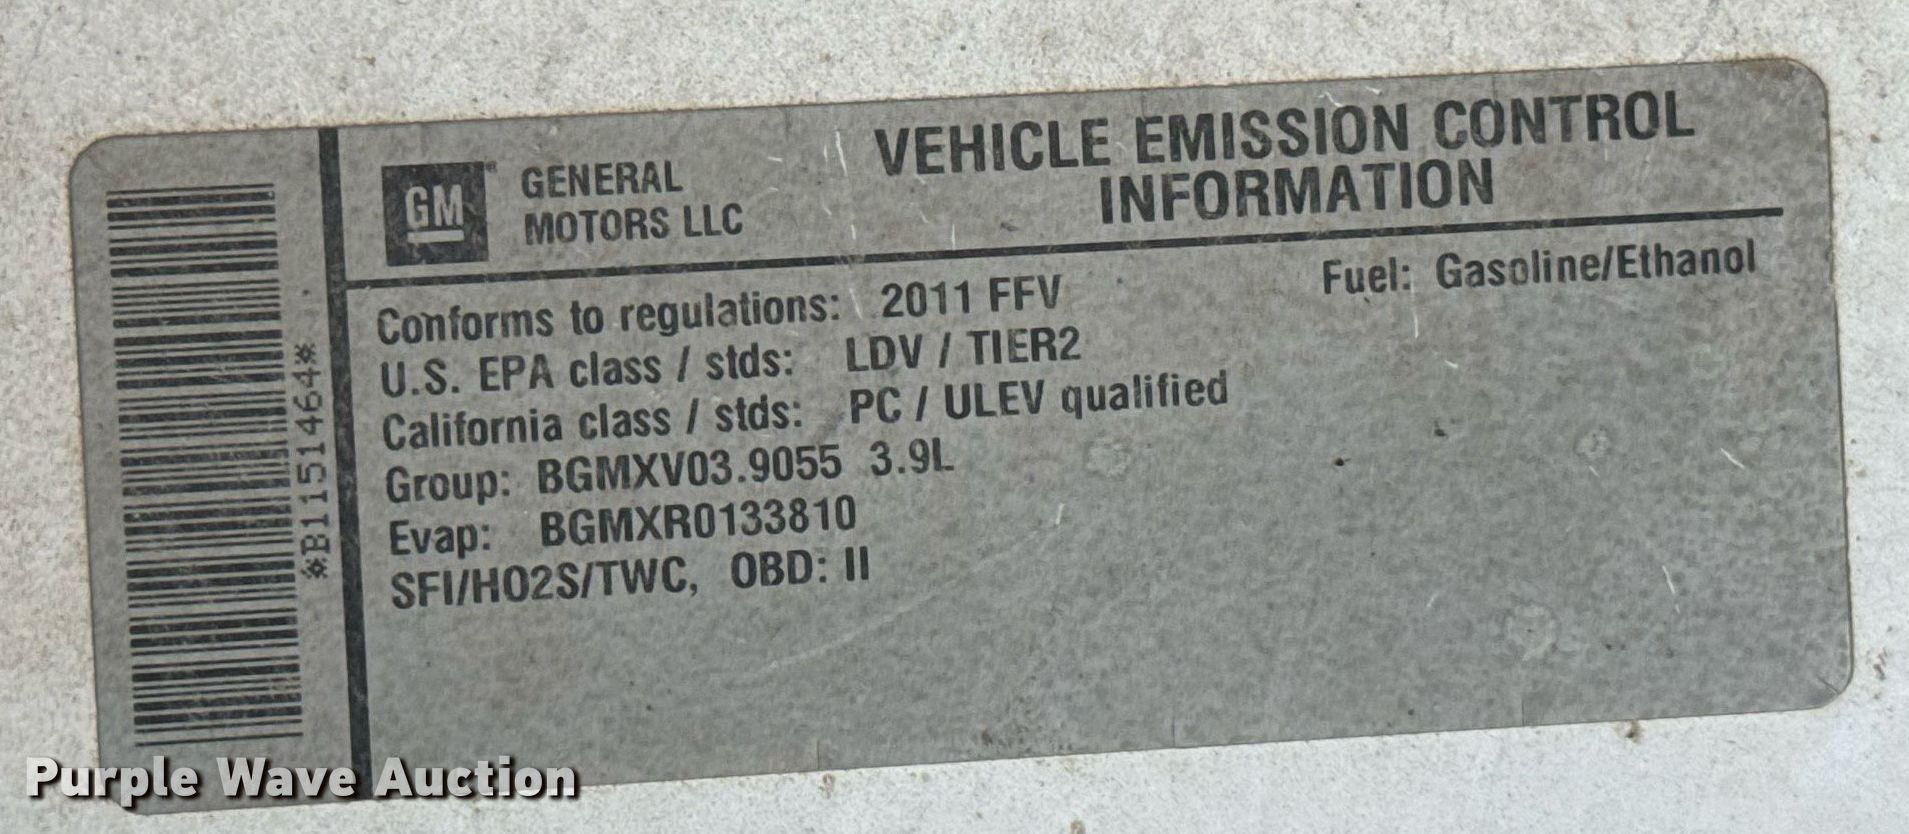 VEHICLE EMISSION CONTROL
INFORMATION
GM
GENERAL
MOTORS LLC
Fuel: Gasoline/Ethanol
Conforms to regulations: 2011 FFV
U.S. EPA class / stds: LDV / TIER2
California class / stds: PC / ULEV qualified
Group: BGMXV03.9055 3.9L
Evap: BGMXR0133810
SFI/HO2S/TWC, OBD: II
*B1151464*
Purple Wave Auction